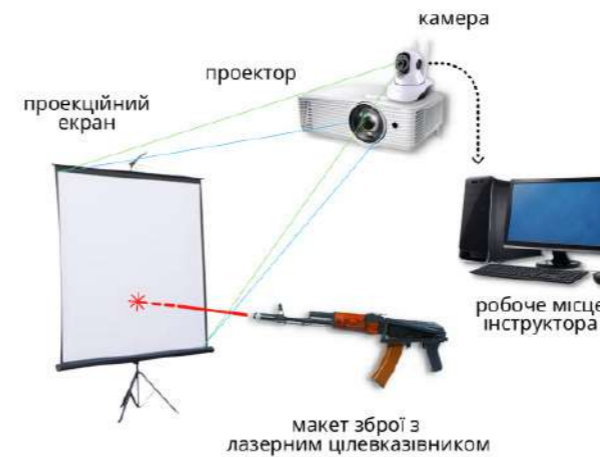 камера
проектор
проекційний
екран
робоче місце
інструктора
макет зброї з
лазерним цілевказівником